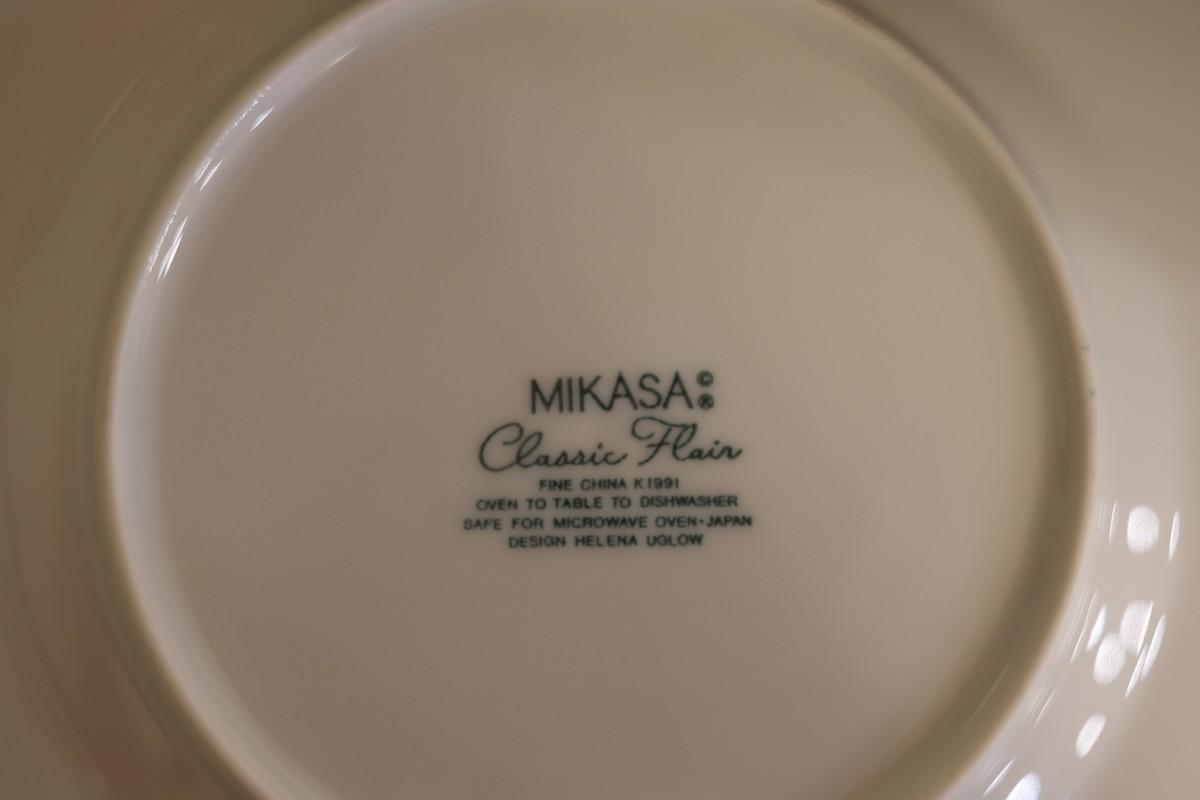 MIKASA©®
Classic Flair
FINE CHINA K1991
OVEN TO TABLE TO DISHWASHER
SAFE FOR MICROWAVE OVEN·JAPAN
DESIGN HELENA UGLOW